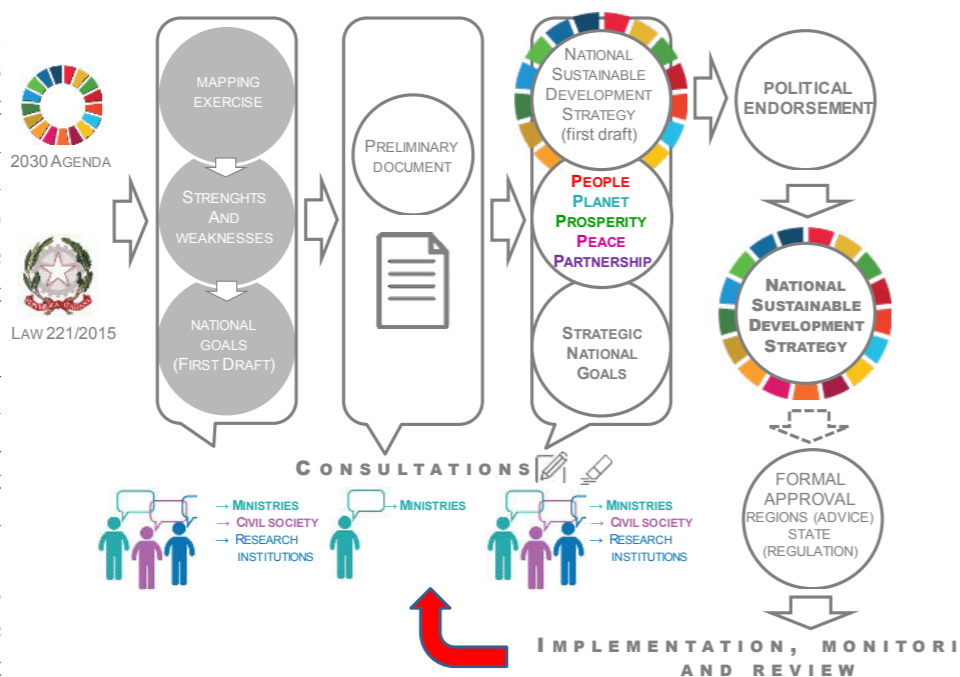 2030 AGENDA
LAW 221/2015
MAPPING
EXERCISE
STRENGHTS
AND
WEAKNESSES
NATIONAL
GOALS
(FIRST DRAFT)
PRELIMINARY
DOCUMENT
NATIONAL
SUSTAINABLE
DEVELOPMENT
STRATEGY
(first draft)
PEOPLE
PLANET
PROSPERITY
PEACE
PARTNERSHIP
STRATEGIC
NATIONAL
GOALS
POLITICAL
ENDORSEMENT
NATIONAL
SUSTAINABLE
DEVELOPMENT
STRATEGY
FORMAL
APPROVAL
REGIONS (ADVICE)
STATE
(REGULATION)
CONSULTATIONS
→ MINISTRIES
→ CIVIL SOCIETY
→ RESEARCH
INSTITUTIONS
→ MINISTRIES
→ MINISTRIES
→ CIVIL SOCIETY
→ RESEARCH
INSTITUTIONS
IMPLEMENTATION, MONITORI
AND REVIEW